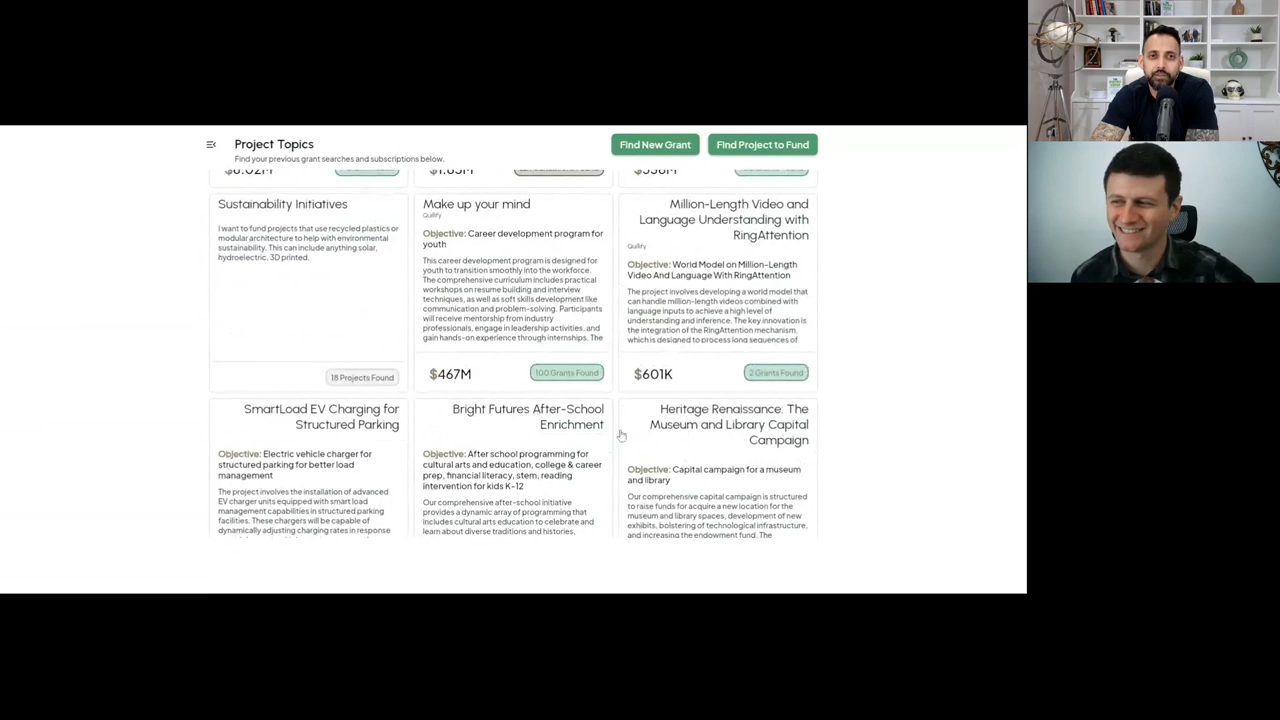 Project Topics
Find your previous grant searches and subscriptions below.
Find New Grant
Find Project to Fund
Sustainability Initiatives
I want to fund projects that use recycled plastics or
modular architecture to help with environmental
sustainability. This can include anything solar,
hydroelectric, 3D printed.
18 Projects Found
Make up your mind
Objective: Career development program for
youth
This career development program is designed for
youth to transition smoothly into the workforce.
The comprehensive curriculum includes practical
workshops on resume building and interview
techniques, as well as soft skills development like
communication and problem-solving. Participants
will receive mentorship from industry
professionals, engage in leadership activities, and
gain hands-on experience through internships. The
$467M
100 Grants Found
Million-Length Video and
Language Understanding with
RingAttention
Objective: World Model on Million-Length
Video And Language With RingAttention
The project involves developing a world model that
can handle million-length videos combined with
language inputs to achieve a high level of
understanding and inference. The key innovation is
the integration of the RingAttention mechanism,
which is designed to process long sequences of
$601K
2 Grants Found
SmartLoad EV Charging for
Structured Parking
Objective: Electric vehicle charger for
structured parking for better load
management
The project involves the installation of advanced
EV charger units equipped with smart load
management capabilities in structured parking
facilities. These chargers will be capable of
dynamically adjusting charging rates in response
Bright Futures After-School
Enrichment
Objective: After school programming for
cultural arts and education, college & career
prep, financial literacy, stem, reading
intervention for kids K-12
Our comprehensive after-school initiative
provides a dynamic array of programming that
includes cultural arts education to celebrate and
learn about diverse traditions and histories,
Heritage Renaissance: The
Museum and Library Capital
Campaign
Objective: Capital campaign for a museum
and library
Our comprehensive capital campaign is structured
to raise funds for acquire a new location for the
museum and library spaces, development of new
exhibits, bolstering of technological infrastructure,
and increasing the endowment fund. The